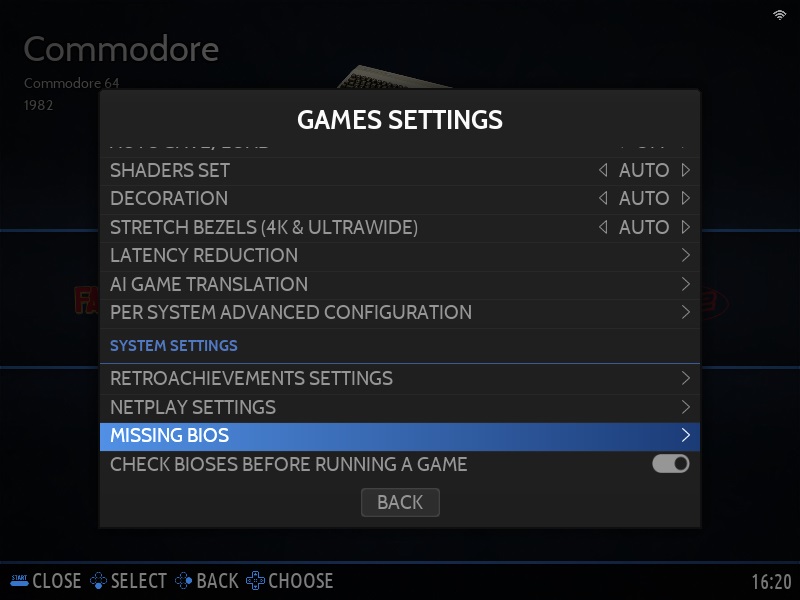 Commodore
Commodore 64
1982
GAMES SETTINGS
SHADERS SET AUTO
DECORATION AUTO
STRETCH BEZELS (4K & ULTRAWIDE) AUTO
LATENCY REDUCTION
AI GAME TRANSLATION
PER SYSTEM ADVANCED CONFIGURATION
SYSTEM SETTINGS
RETROACHIEVEMENTS SETTINGS
NETPLAY SETTINGS
MISSING BIOS
CHECK BIOSES BEFORE RUNNING A GAME
BACK
START CLOSE SELECT BACK CHOOSE 16:20